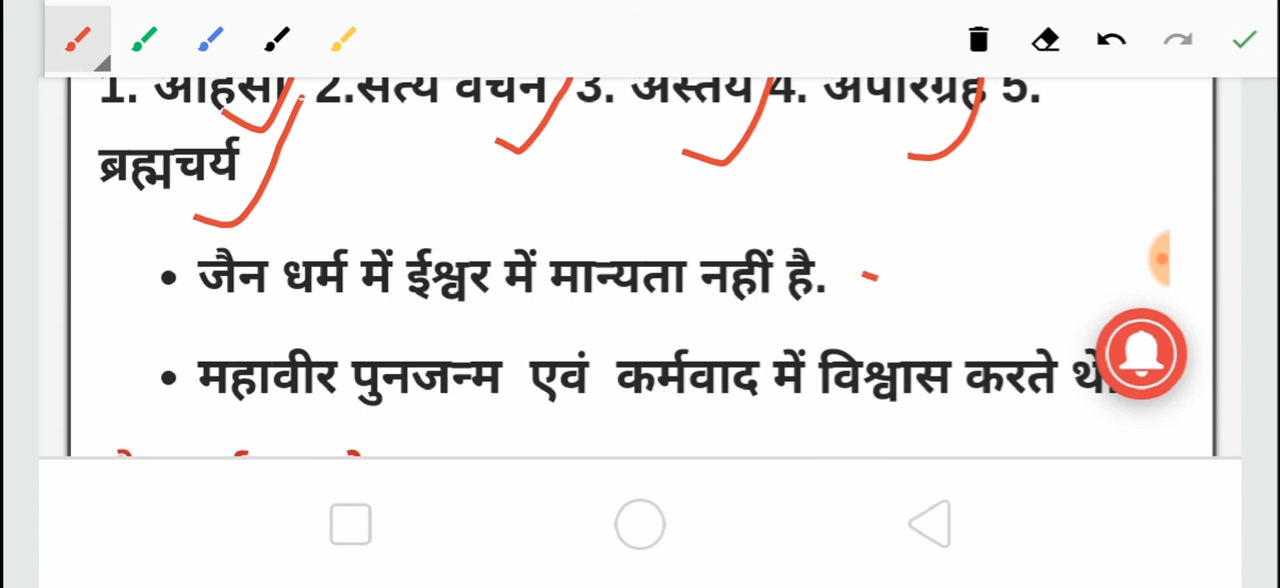 1. अहिंसा. 2.सत्य वचन 3. अस्तेय 4. अपरिग्रह 5.
ब्रह्मचर्य
• जैन धर्म में ईश्वर में मान्यता नहीं है.
• महावीर पुनजन्म एवं कर्मवाद में विश्वास करते थे.